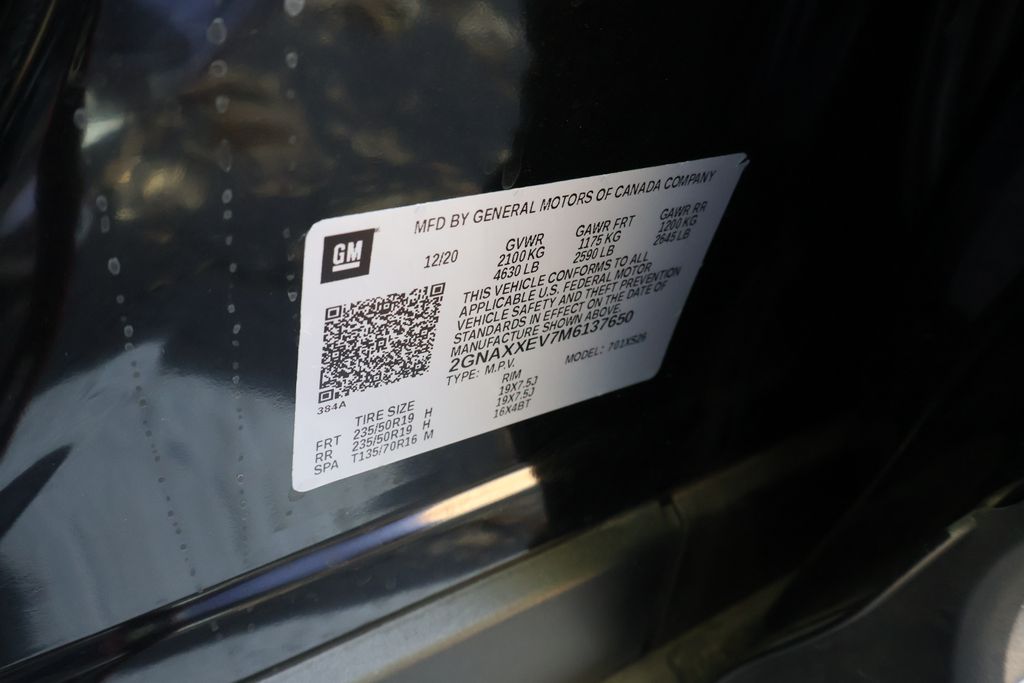 MFD BY GENERAL MOTORS OF CANADA COMPANY
GM
12/20
GVWR GAWR FRT GAWR RR
2100 KG 1175 KG 1200 KG
4630 LB 2590 LB 2645 LB
THIS VEHICLE CONFORMS TO ALL
APPLICABLE U.S. FEDERAL MOTOR
VEHICLE SAFETY AND THEFT PREVENTION
STANDARDS IN EFFECT ON THE DATE OF
MANUFACTURE SHOWN ABOVE.
2GNAXXEV7M6137650
TYPE: M.P.V. MODEL: 701XS26
384A
TIRE SIZE RIM
FRT 235/50R19 H 19X7.5J
RR 235/50R19 H 19X7.5J
SPA T135/70R16 M 16X4BT